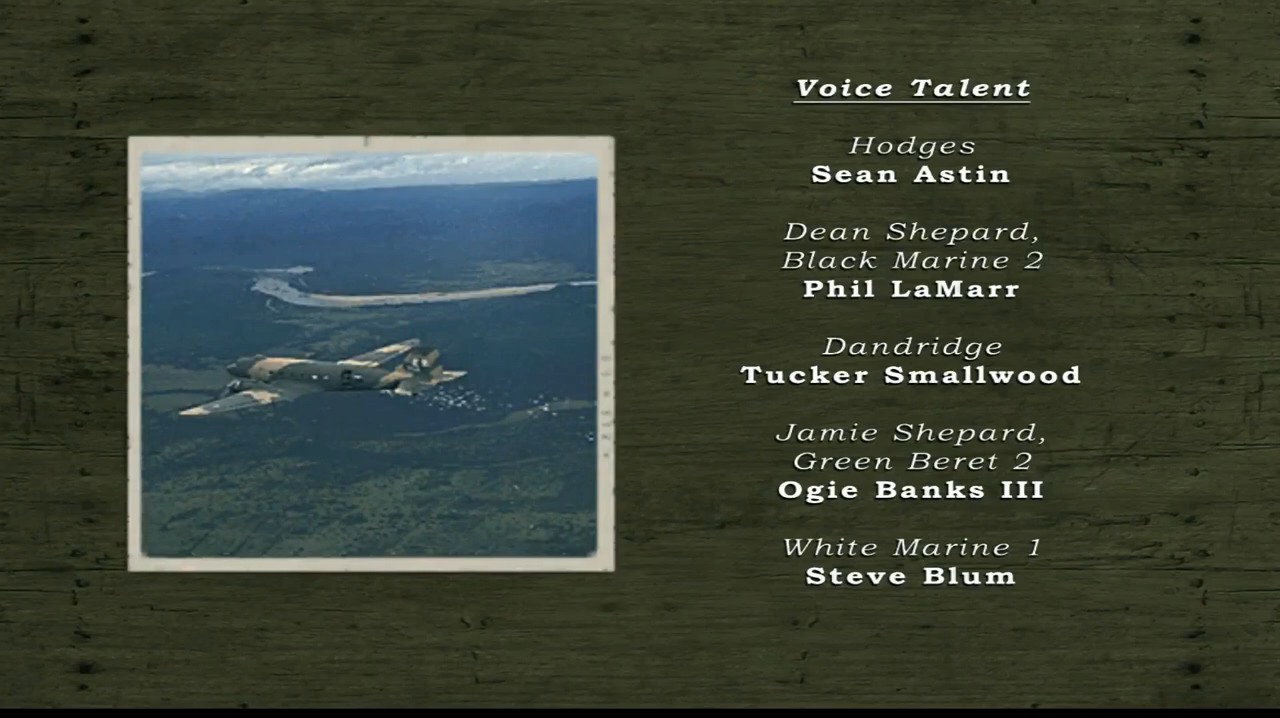 Voice Talent
Hodges
Sean Astin
Dean Shepard,
Black Marine 2
Phil LaMarr
Dandridge
Tucker Smallwood
Jamie Shepard,
Green Beret 2
Ogie Banks III
White Marine 1
Steve Blum